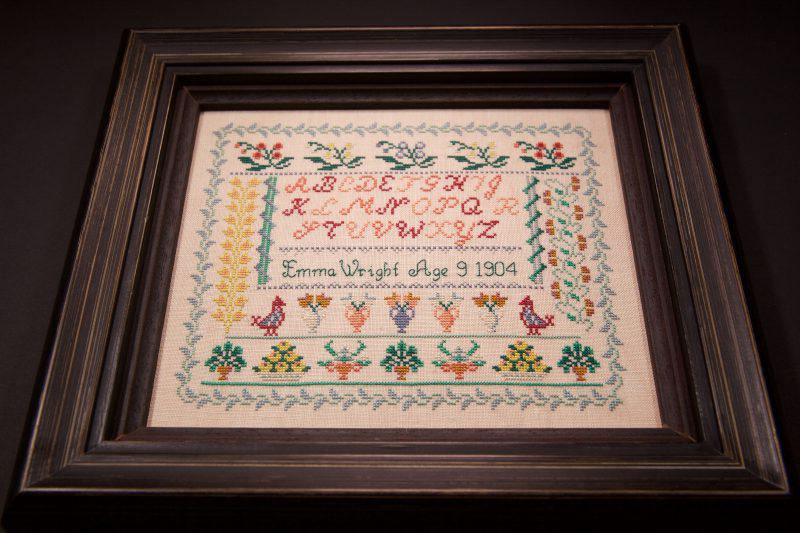 ABCDEFGHIJ
KLMNOPQR
STUVWXYZ
Emma Wright Age 9 1904